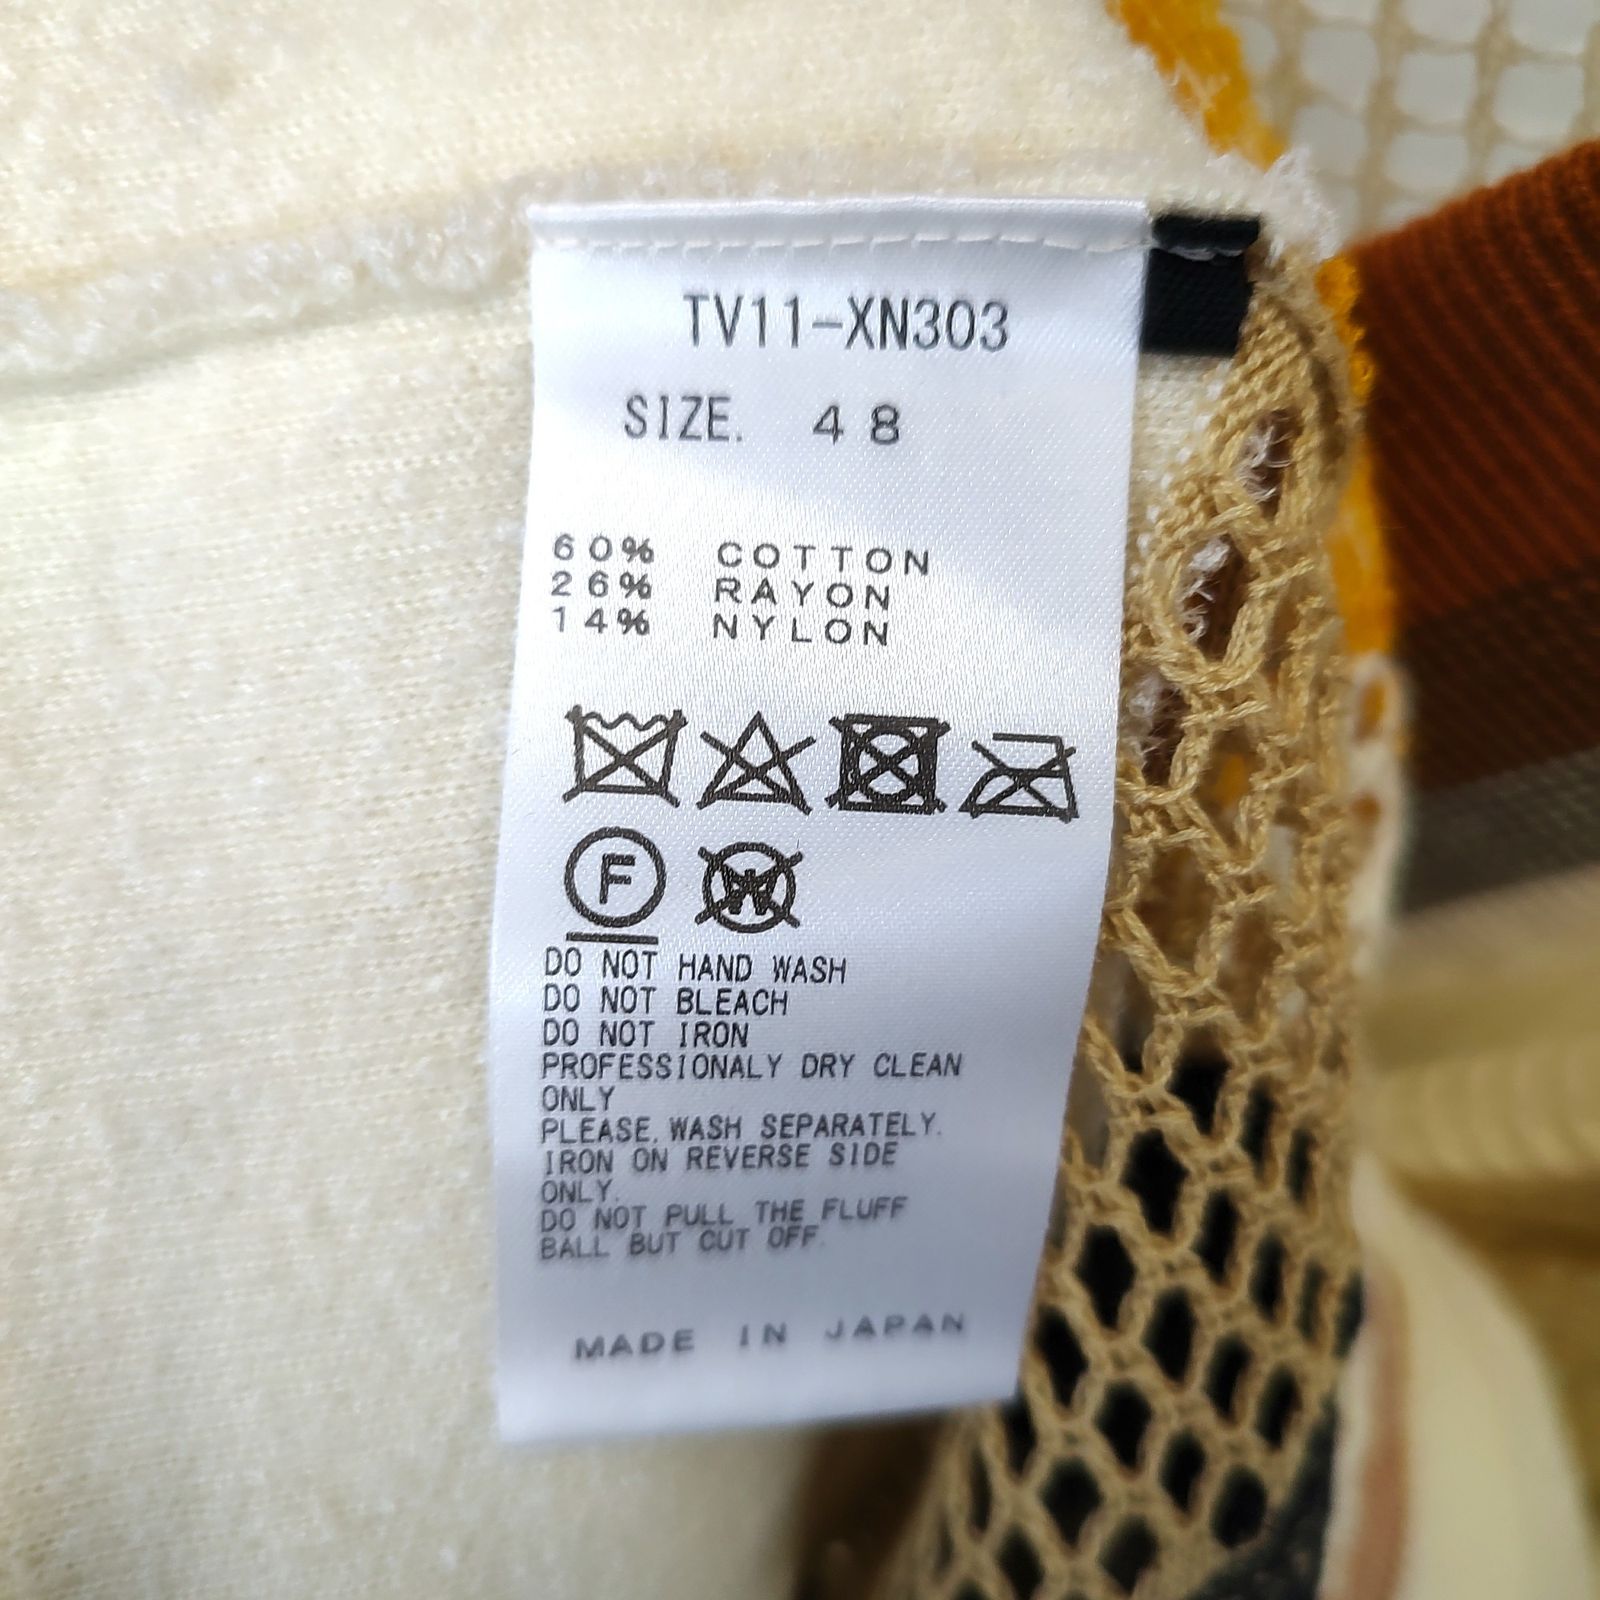 TV11-XN303
SIZE. 48
60% COTTON
26% RAYON
14% NYLON
F
W
DO NOT HAND WASH
DO NOT BLEACH
DO NOT IRON
PROFESSIONALY DRY CLEAN
ONLY
PLEASE. WASH SEPARATELY.
IRON ON REVERSE SIDE
ONLY.
DO NOT PULL THE FLUFF
BALL BUT CUT OFF.
MADE IN JAPAN